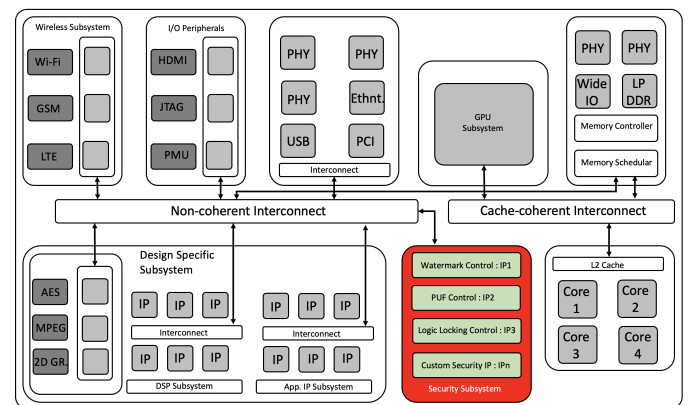 Wireless Subsystem
Wi-Fi
GSM
LTE
I/O Peripherals
HDMI
JTAG
PMU
PHY
PHY
PHY
Ethnt.
USB
PCI
Interconnect
GPU
Subsystem
PHY
PHY
Wide
IO
LP
DDR
Memory Controller
Memory Schedular
Non-coherent Interconnect
Cache-coherent Interconnect
Design Specific
Subsystem
AES
MPEG
2D GR.
IP
IP
IP
Interconnect
IP
IP
IP
DSP Subsystem
IP
IP
IP
Interconnect
IP
IP
IP
App. IP Subsystem
Watermark Control : IP1
PUF Control : IP2
Logic Locking Control : IP3
Custom Security IP : IPn
Security Subsystem
L2 Cache
Core
1
Core
2
Core
3
Core
4